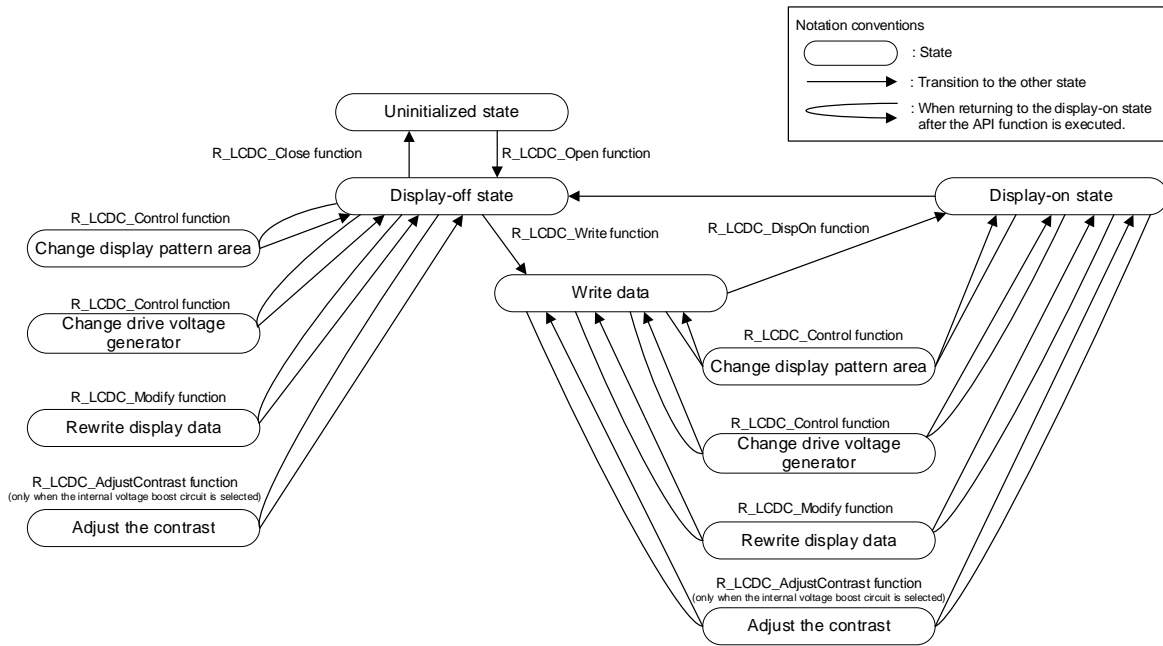 Notation conventions
: State
: Transition to the other state
: When returning to the display-on state
after the API function is executed.
Uninitialized state
R_LCDC_Close function
R_LCDC_Open function
Display-off state
Display-on state
R_LCDC_Control function
Change display pattern area
R_LCDC_Write function
R_LCDC_DispOn function
Write data
R_LCDC_Control function
Change drive voltage
generator
R_LCDC_Control function
Change display pattern area
R_LCDC_Modify function
Rewrite display data
R_LCDC_Control function
Change drive voltage
generator
R_LCDC_AdjustContrast function
(only when the internal voltage boost circuit is selected)
Adjust the contrast
R_LCDC_Modify function
Rewrite display data
R_LCDC_AdjustContrast function
(only when the internal voltage boost circuit is selected)
Adjust the contrast